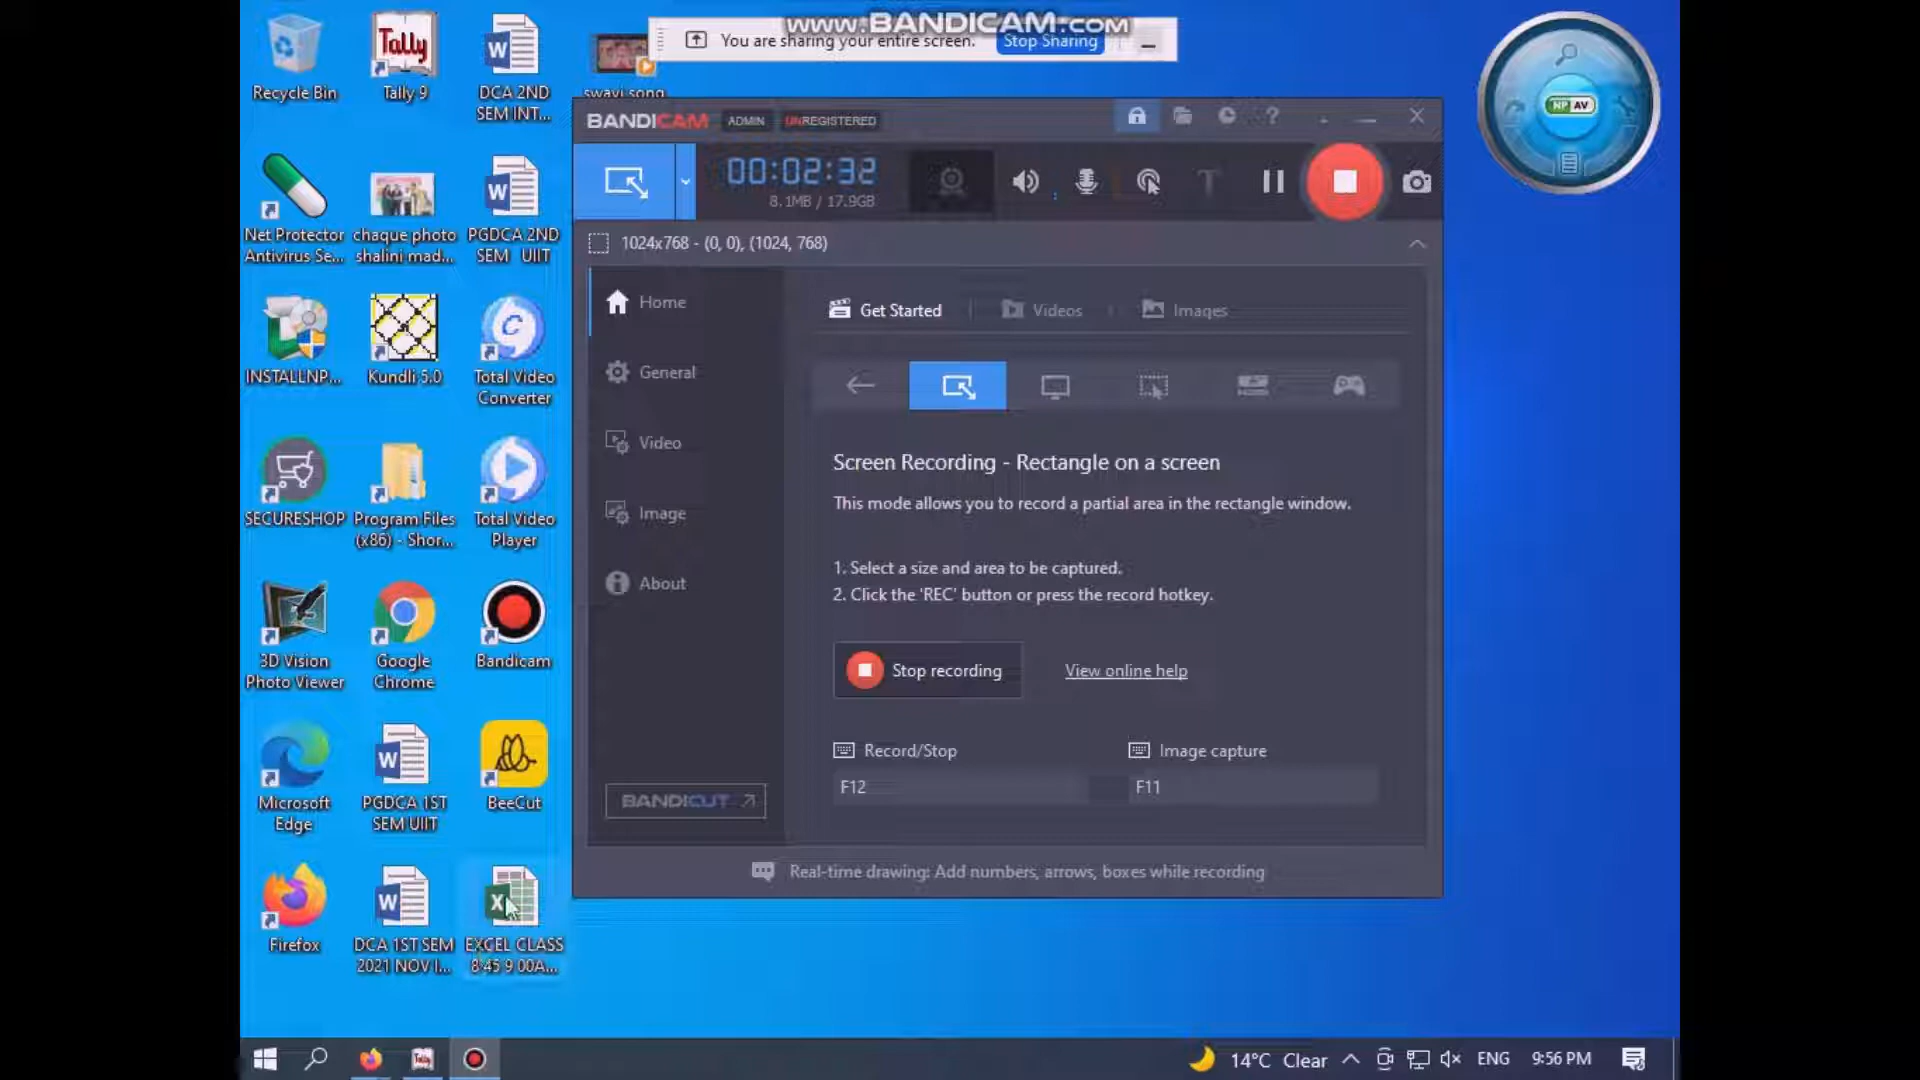 www.BANDICAM.com
You are sharing your entire screen. Stop Sharing
Recycle Bin
Tally
Tally 9
DCA 2ND
SEM INT...
swayi song
Net Protector
Antivirus Se...
chaque photo
shalini mad...
PGDCA 2ND
SEM UIIT
INSTALLNP...
Kundli 5.0
Total Video
Converter
SECURESHOP
Program Files
(x86) - Shor...
Total Video
Player
3D Vision
Photo Viewer
Google
Chrome
Bandicam
Microsoft
Edge
PGDCA 1ST
SEM UIIT
BeeCut
Firefox
DCA 1ST SEM
2021 NOV I...
EXCEL CLASS
8 45 9 00A...
BANDICAM ADMIN UNREGISTERED
00:02:32
8.1MB / 17.9GB
1024x768 - (0, 0), (1024, 768)
Home
General
Video
Image
About
BANDICUT
Get Started
Videos
Images
Screen Recording - Rectangle on a screen
This mode allows you to record a partial area in the rectangle window.
1. Select a size and area to be captured.
2. Click the 'REC' button or press the record hotkey.
Stop recording
View online help
Record/Stop
Image capture
F12
F11
Real-time drawing: Add numbers, arrows, boxes while recording
NP AV
14°C Clear
ENG
9:56 PM